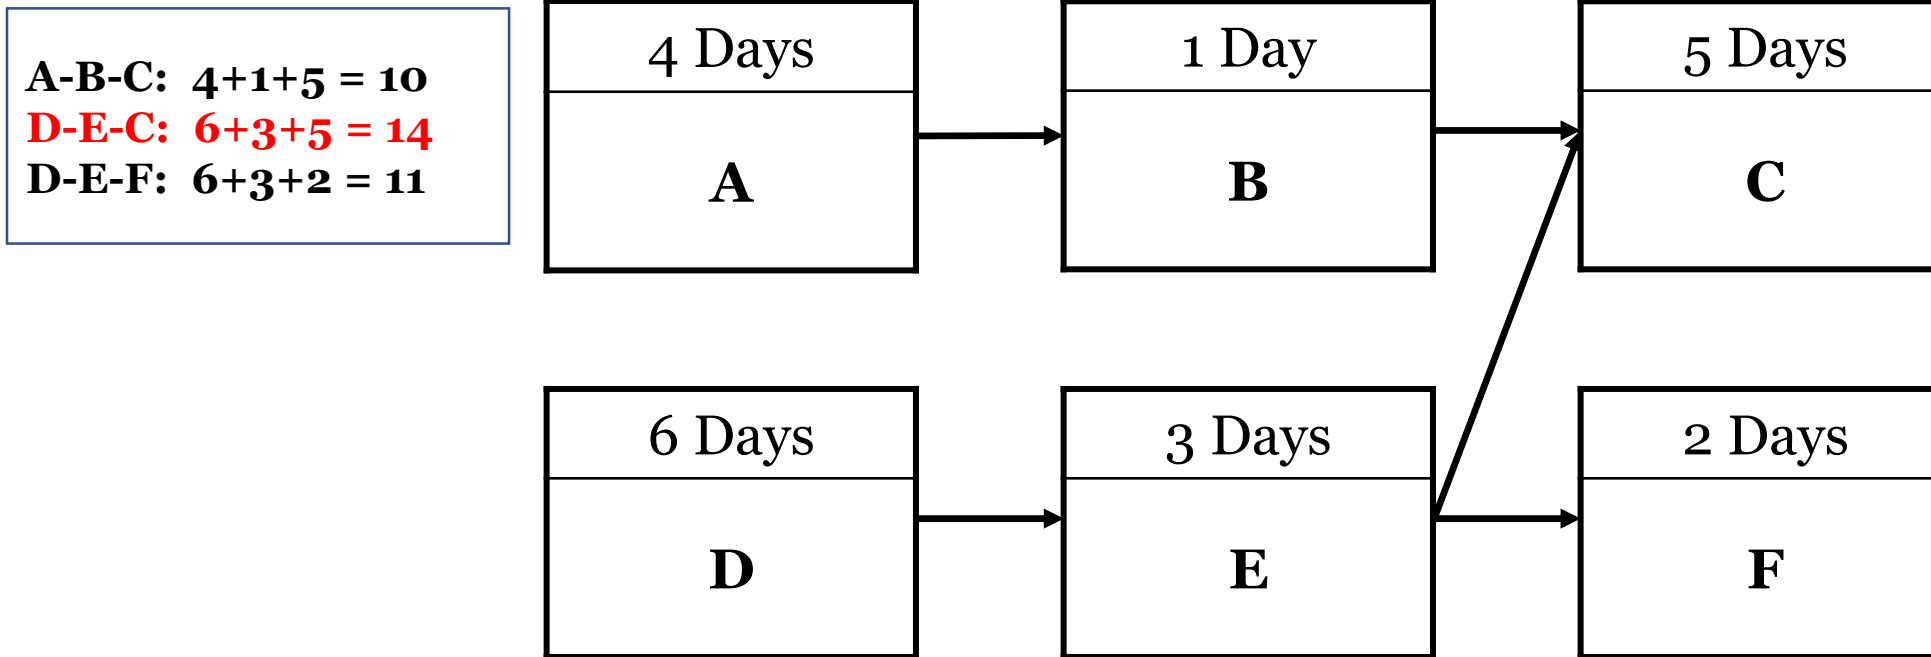 A-B-C: 4+1+5 = 10
D-E-C: 6+3+5 = 14
D-E-F: 6+3+2 = 11
4 Days
A
1 Day
B
5 Days
C
6 Days
D
3 Days
E
2 Days
F